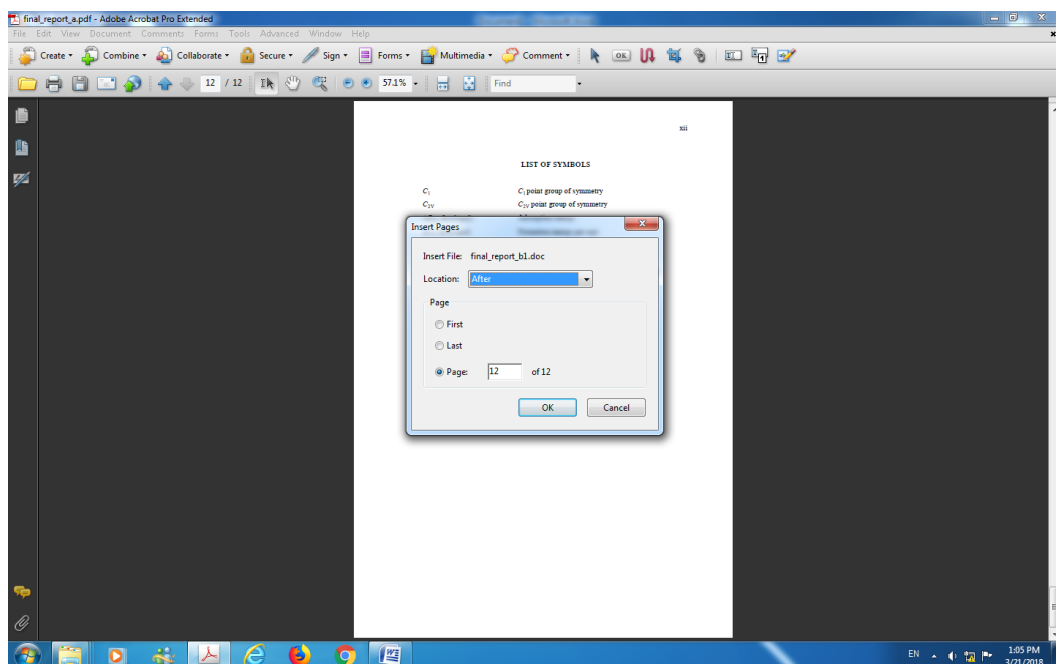 final_report_a.pdf - Adobe Acrobat Pro Extended
File Edit View Document Comments Forms Tools Advanced Window Help
Create Combine Collaborate Secure Sign Forms Multimedia Comment OK
12 / 12 57.1% Find
xii
LIST OF SYMBOLS
C1 C1 point group of symmetry
C2V C2V point group of symmetry
Insert Pages
Insert File: final_report_b1.doc
Location: After
Page
First
Last
Page: 12 of 12
OK Cancel
EN 1:05 PM
3/21/2018